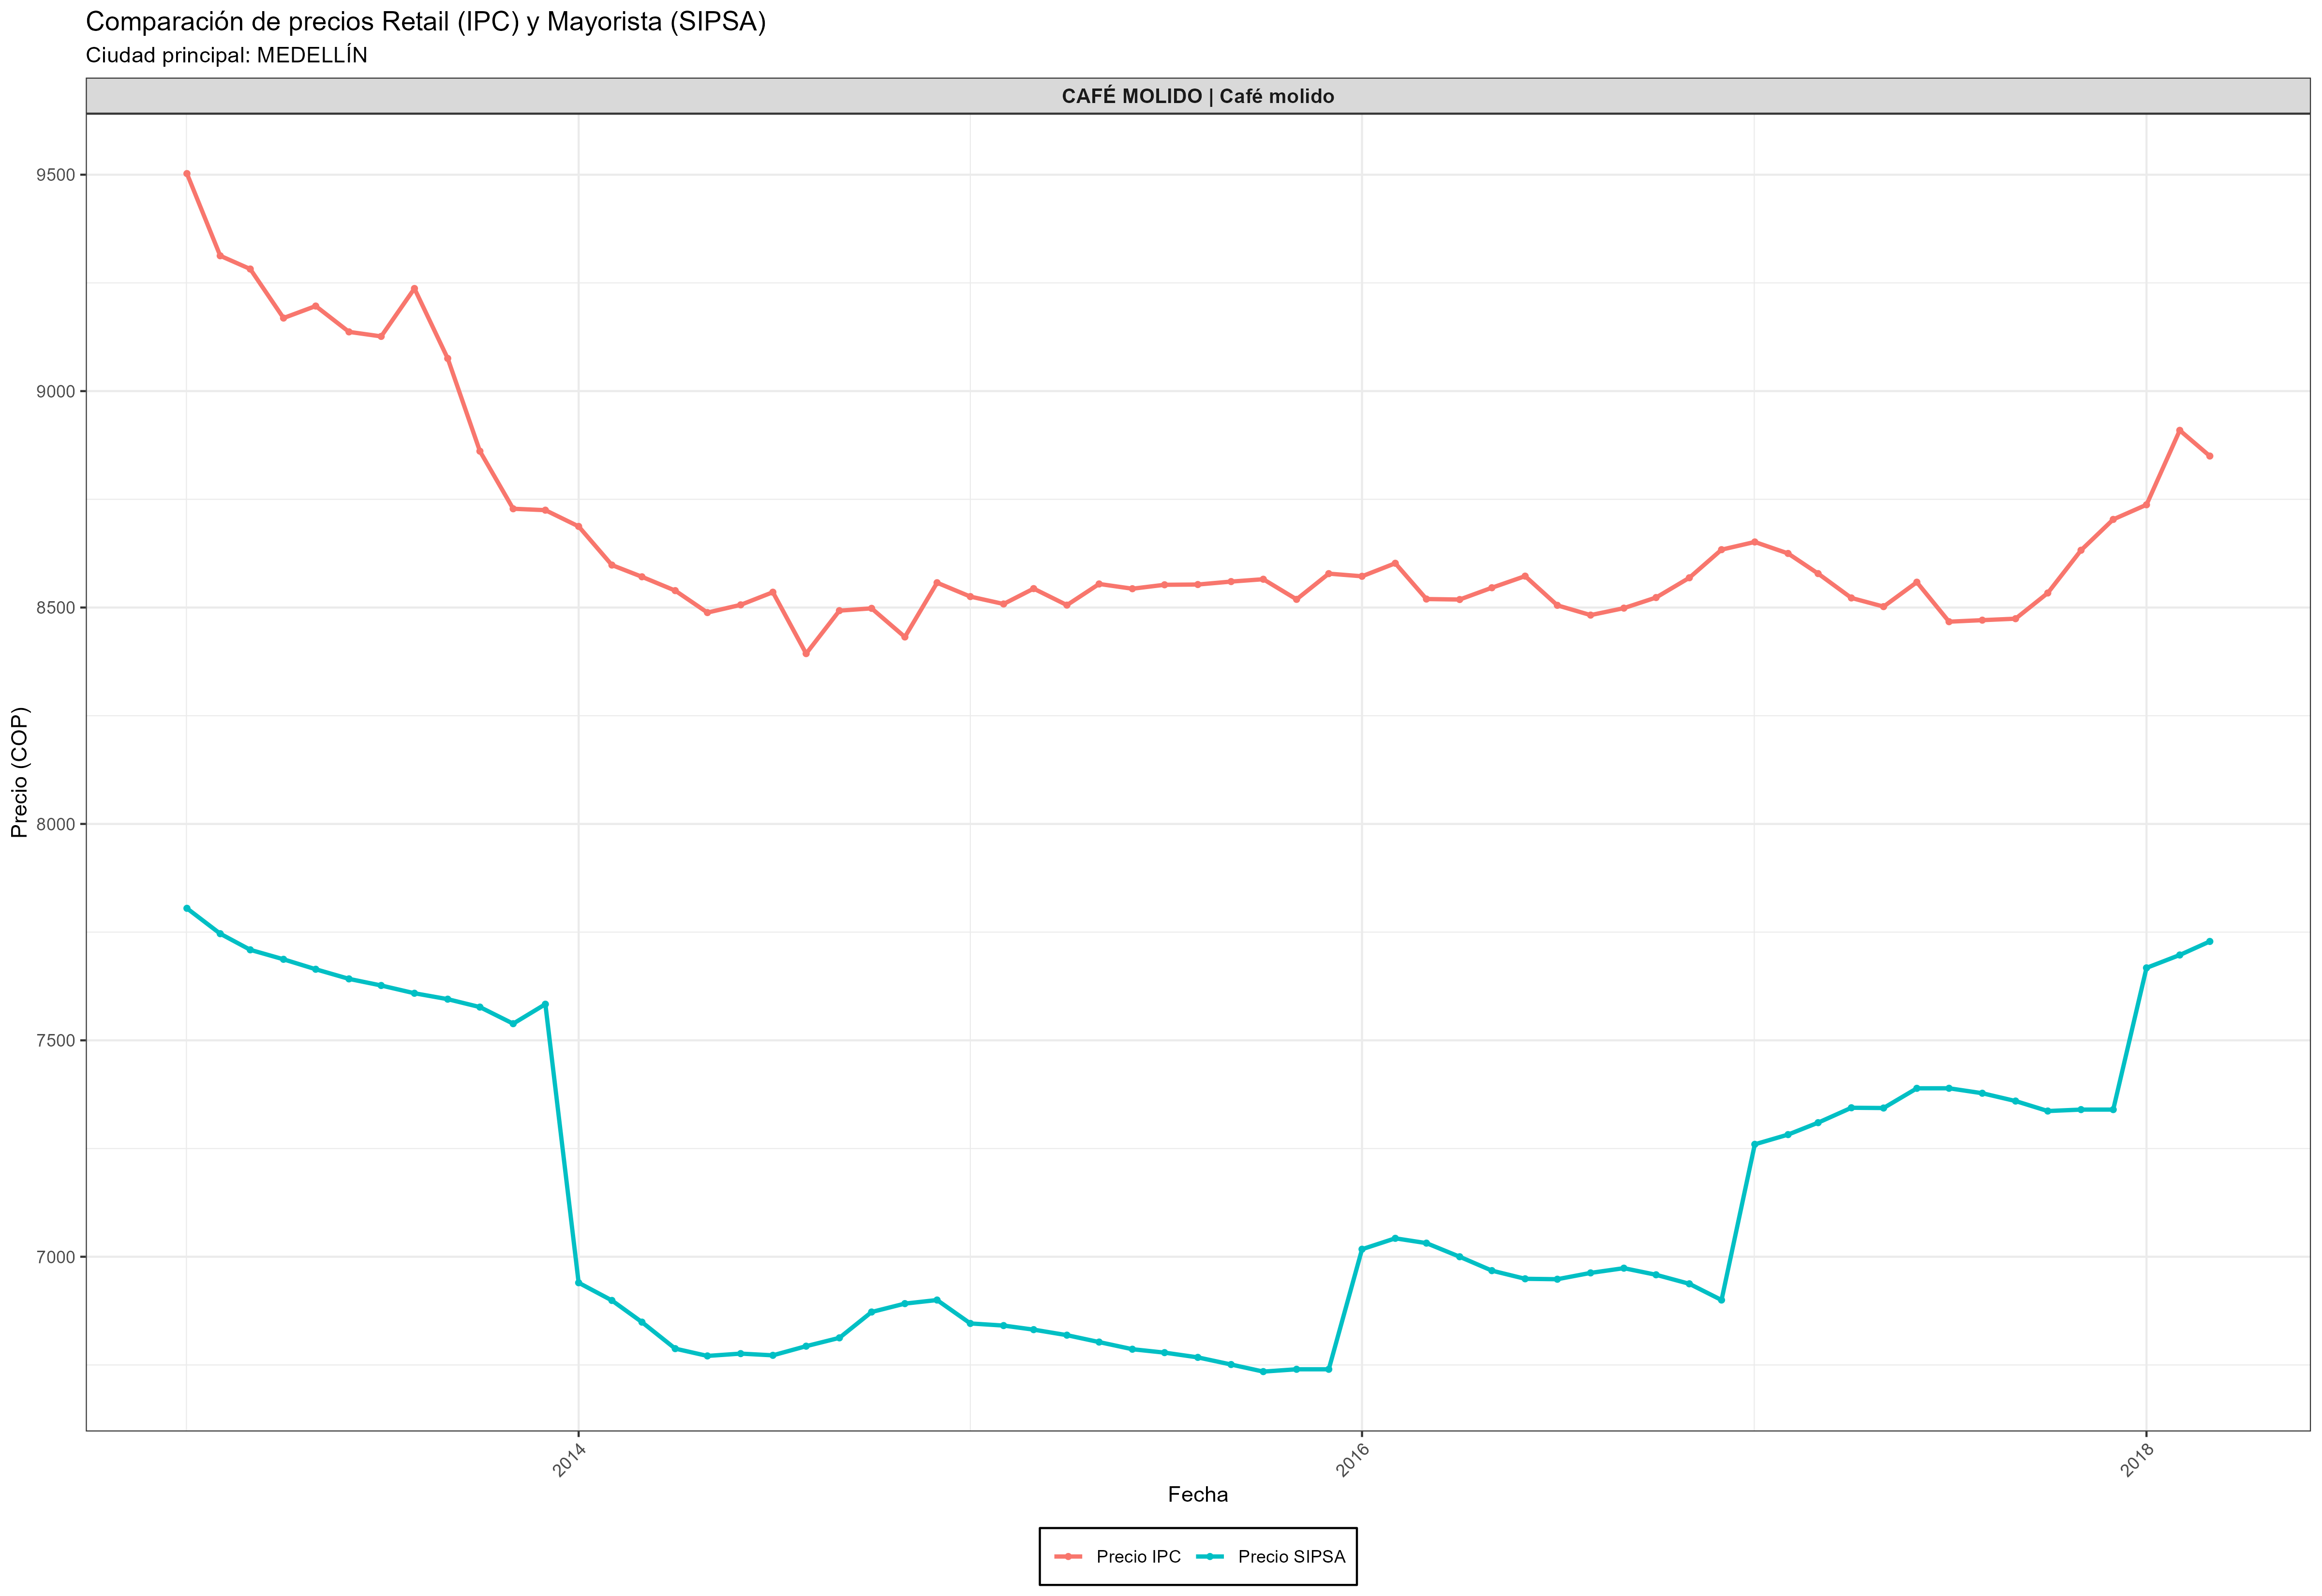 Comparación de precios Retail (IPC) y Mayorista (SIPSA)
Ciudad principal: MEDELLÍN
CAFÉ MOLIDO | Café molido
Precio (COP)
9500
9000
8500
8000
7500
7000
2014
2016
2018
Fecha
Precio IPC
Precio SIPSA